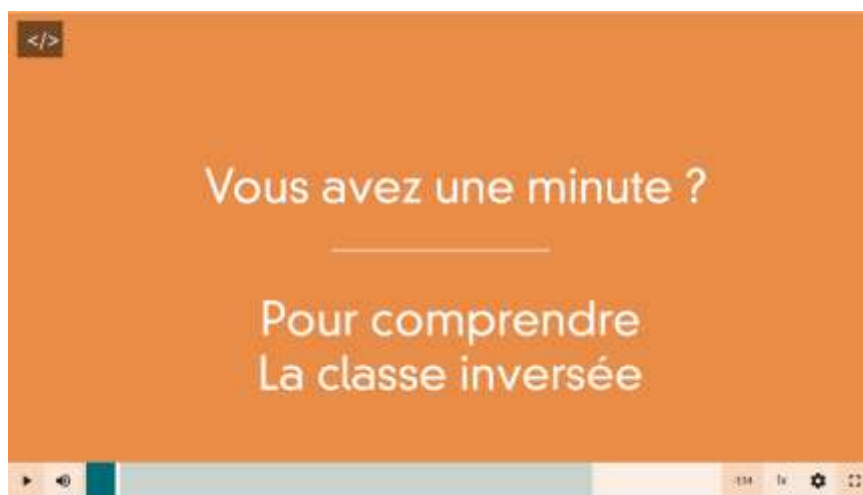 </>
Vous avez une minute ?
Pour comprendre
La classe inversée
1x